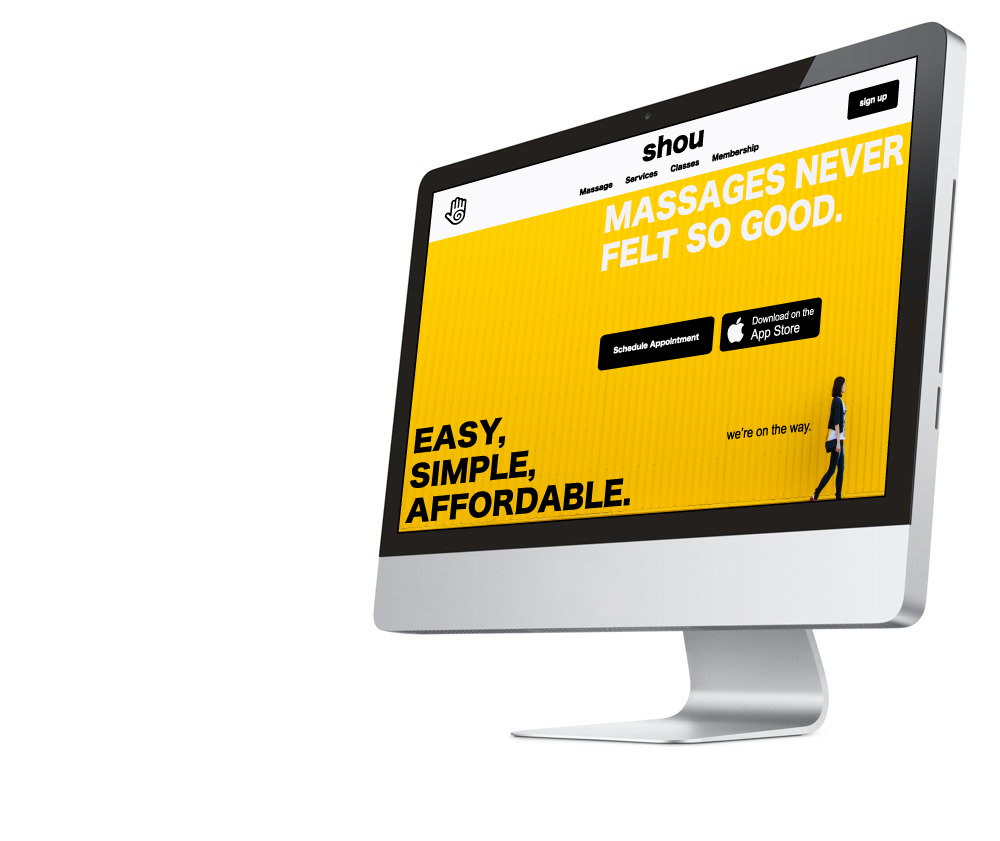 shou
sign up
Massage Services Classes Membership
MASSAGES NEVER
FELT SO GOOD.
Schedule Appointment
Download on the
App Store
we're on the way.
EASY,
SIMPLE,
AFFORDABLE.